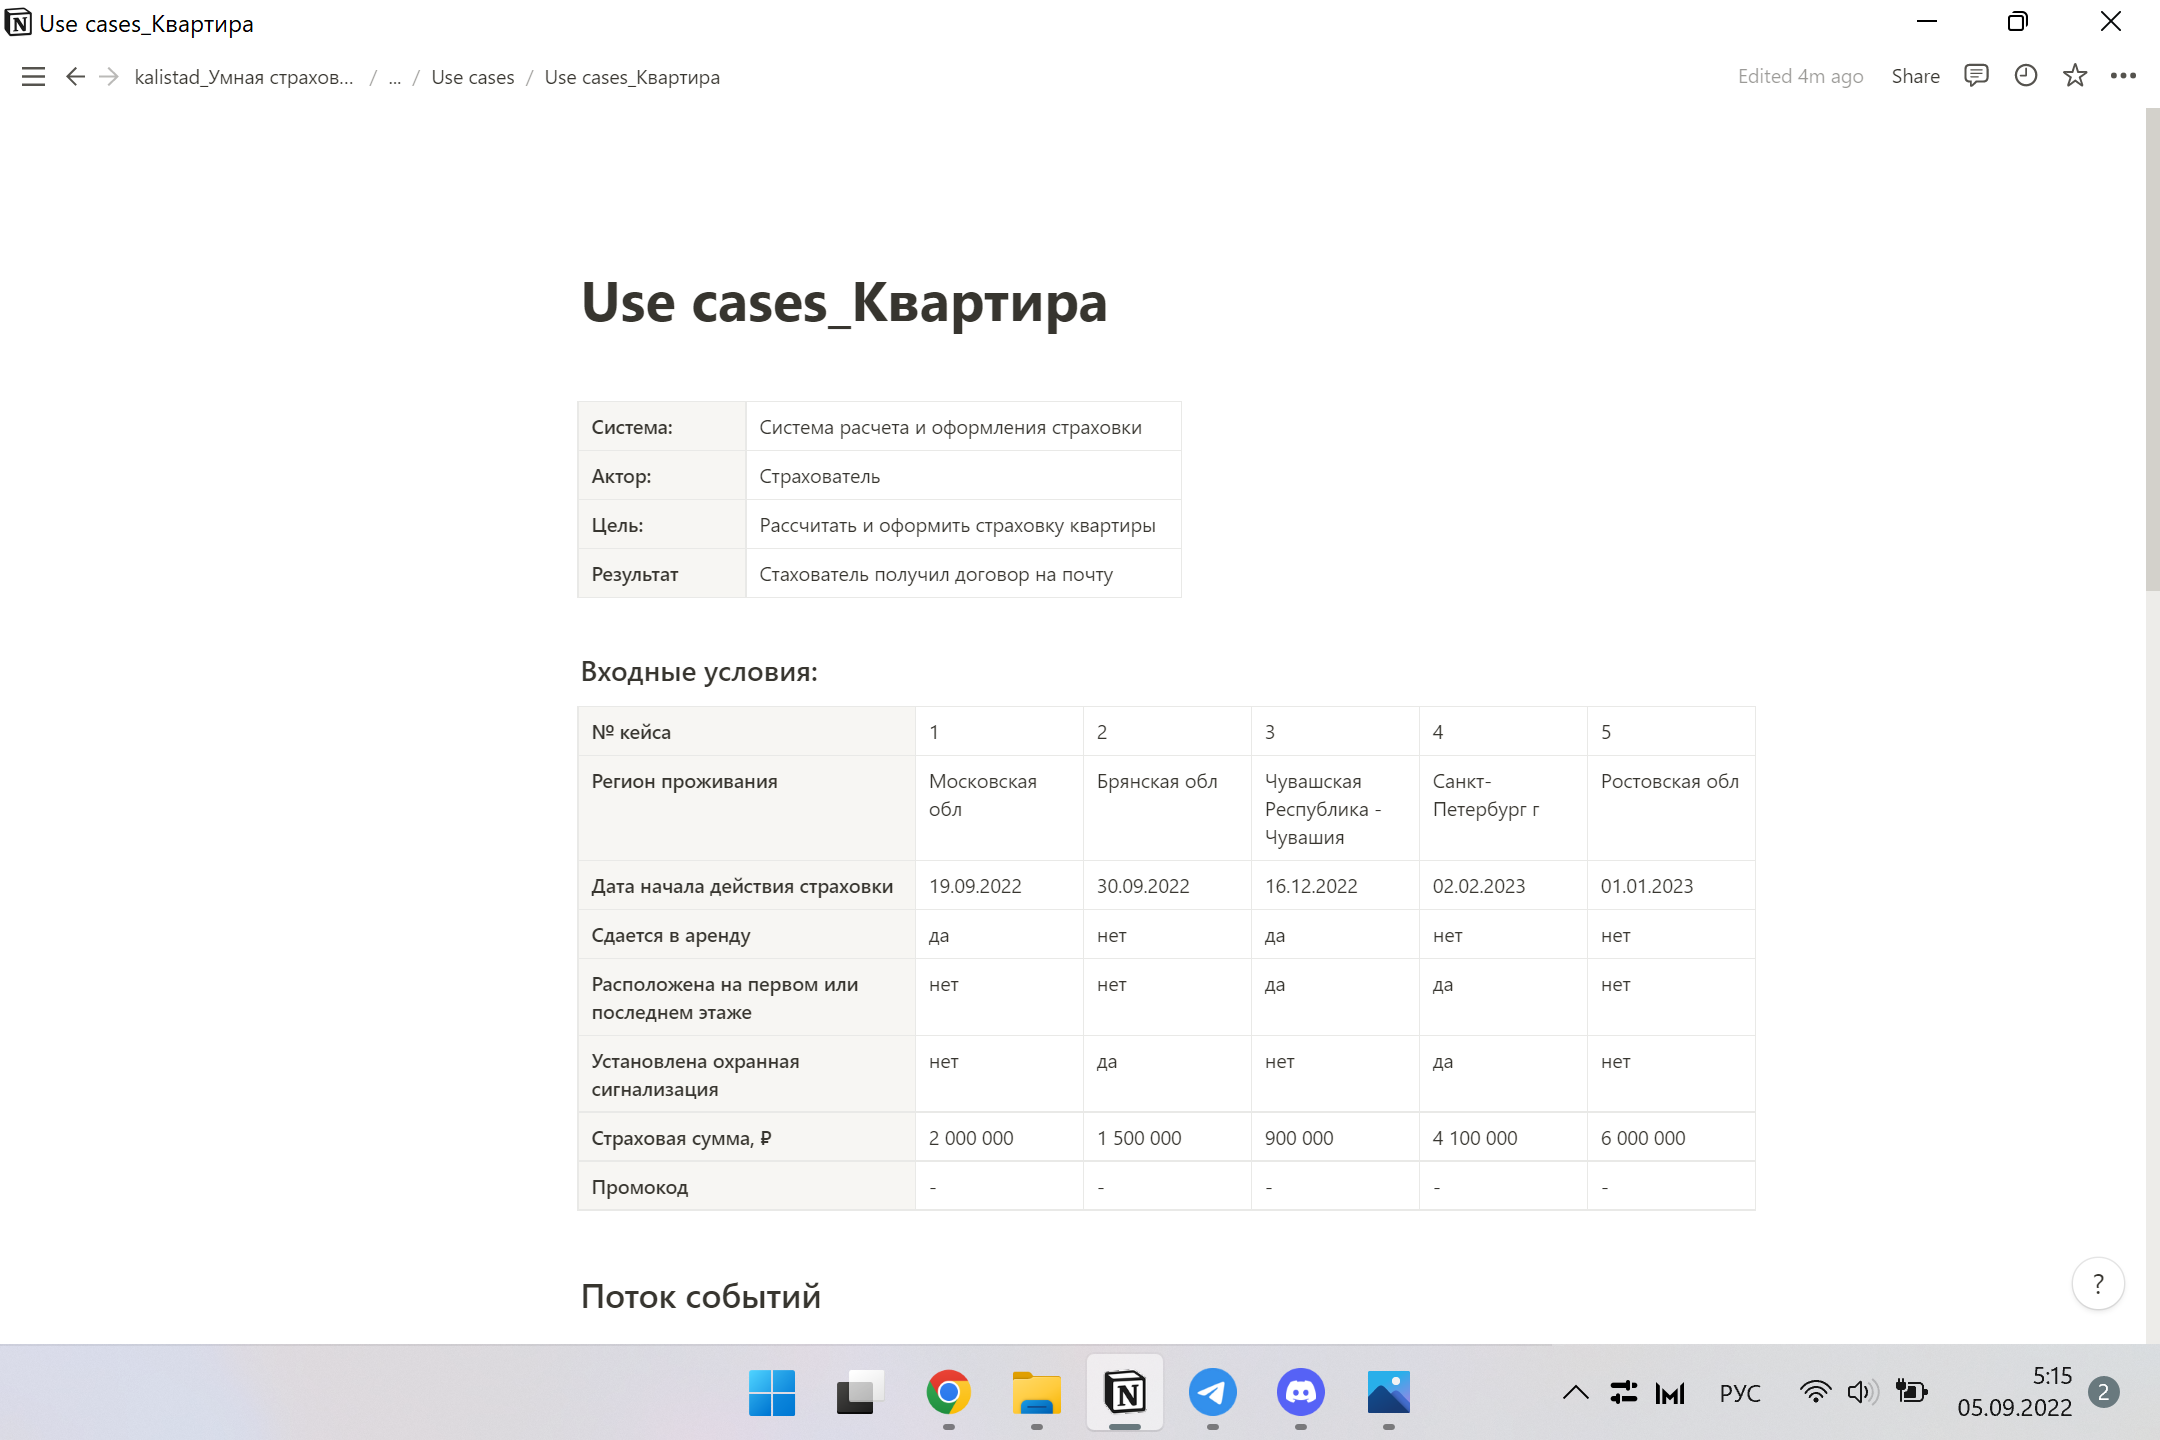 Use cases_Квартира
kalistad_Умная страхов... / ... / Use cases / Use cases_Квартира
Edited 4m ago Share
Use cases_Квартира
Система: Система расчета и оформления страховки
Актор: Страхователь
Цель: Рассчитать и оформить страховку квартиры
Результат Стахователь получил договор на почту
Входные условия:
№ кейса 1 2 3 4 5
Регион проживания Московская обл Брянская обл Чувашская Республика - Чувашия Санкт-Петербург г Ростовская обл
Дата начала действия страховки 19.09.2022 30.09.2022 16.12.2022 02.02.2023 01.01.2023
Сдается в аренду да нет да нет нет
Расположена на первом или последнем этаже нет нет да да нет
Установлена охранная сигнализация нет да нет да нет
Страховая сумма, ₽ 2 000 000 1 500 000 900 000 4 100 000 6 000 000
Промокод - - - - -
Поток событий
?
РУС
5:15
05.09.2022
2